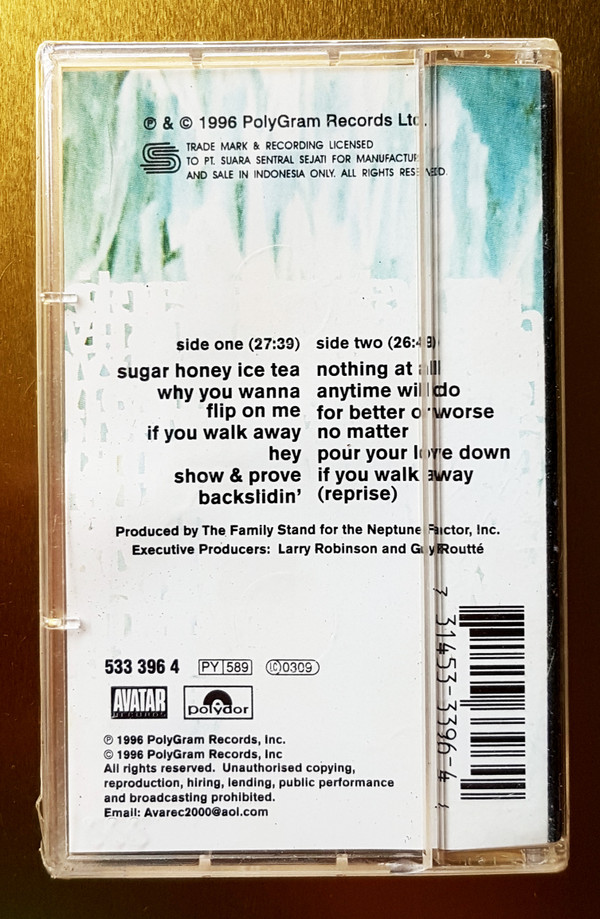 ℗ & © 1996 PolyGram Records Ltd.
TRADE MARK & RECORDING LICENSED
TO PT. SUARA SENTRAL SEJATI FOR MANUFACTUR
AND SALE IN INDONESIA ONLY. ALL RIGHTS RESERVED.
side one (27:39)
sugar honey ice tea
why you wanna
flip on me
if you walk away
hey
show & prove
backslidin'
side two (26:49)
nothing at all
anytime will do
for better or worse
no matter
pour your love down
if you walk away
(reprise)
Produced by The Family Stand for the Neptune Factor, Inc.
Executive Producers: Larry Robinson and Guy Routté
533 396 4
PY 589
LC 0309
AVATAR
RECORDS
polydor
℗ 1996 PolyGram Records, Inc.
© 1996 PolyGram Records, Inc
All rights reserved. Unauthorised copying,
reproduction, hiring, lending, public performance
and broadcasting prohibited.
Email: Avarec2000@aol.com
7 31453-3396-4